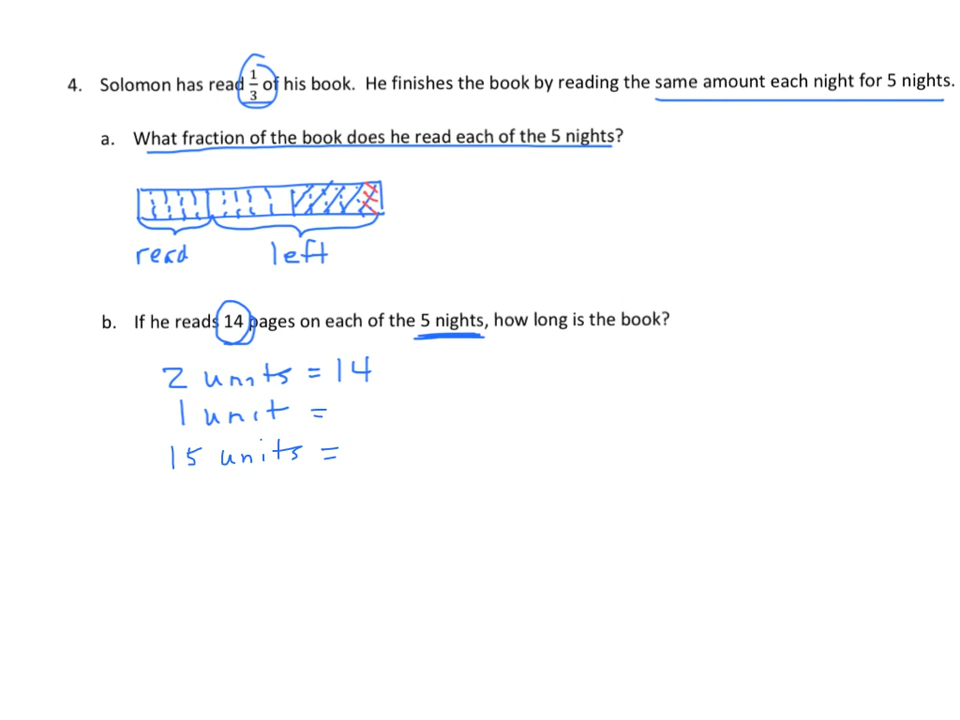 4. Solomon has read 1/3 of his book. He finishes the book by reading the same amount each night for 5 nights.
a. What fraction of the book does he read each of the 5 nights?
read left
b. If he reads 14 pages on each of the 5 nights, how long is the book?
2 units = 14
1 unit =
15 units =